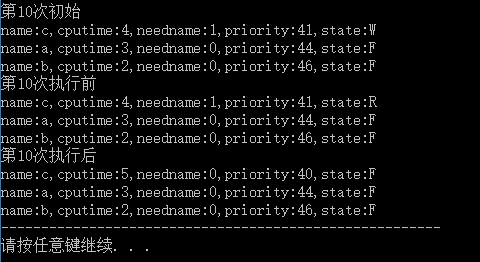 第10次初始
name:c,cputime:4,needname:1,priority:41,state:W
name:a,cputime:3,needname:0,priority:44,state:F
name:b,cputime:2,needname:0,priority:46,state:F
第10次执行前
name:c,cputime:4,needname:1,priority:41,state:R
name:a,cputime:3,needname:0,priority:44,state:F
name:b,cputime:2,needname:0,priority:46,state:F
第10次执行后
name:c,cputime:5,needname:0,priority:40,state:F
name:a,cputime:3,needname:0,priority:44,state:F
name:b,cputime:2,needname:0,priority:46,state:F
-------------------------------------------------------
请按任意键继续. . .